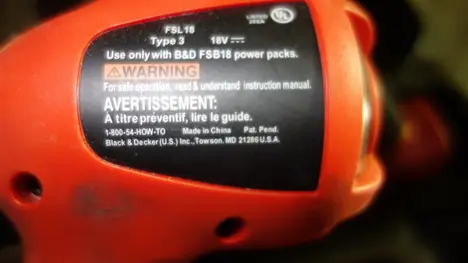 FSL18
Type 3 18V
Use only with B&D FSB18 power packs.
WARNING
For safe operation, read & understand instruction manual.
AVERTISSEMENT:
A titre préventif, lire le guide.
1-800-54-HOW-TO Made in China Pat. Pend.
Black & Decker (U.S.) Inc., Towson, MD 21286 U.S.A.
LISTED
UL